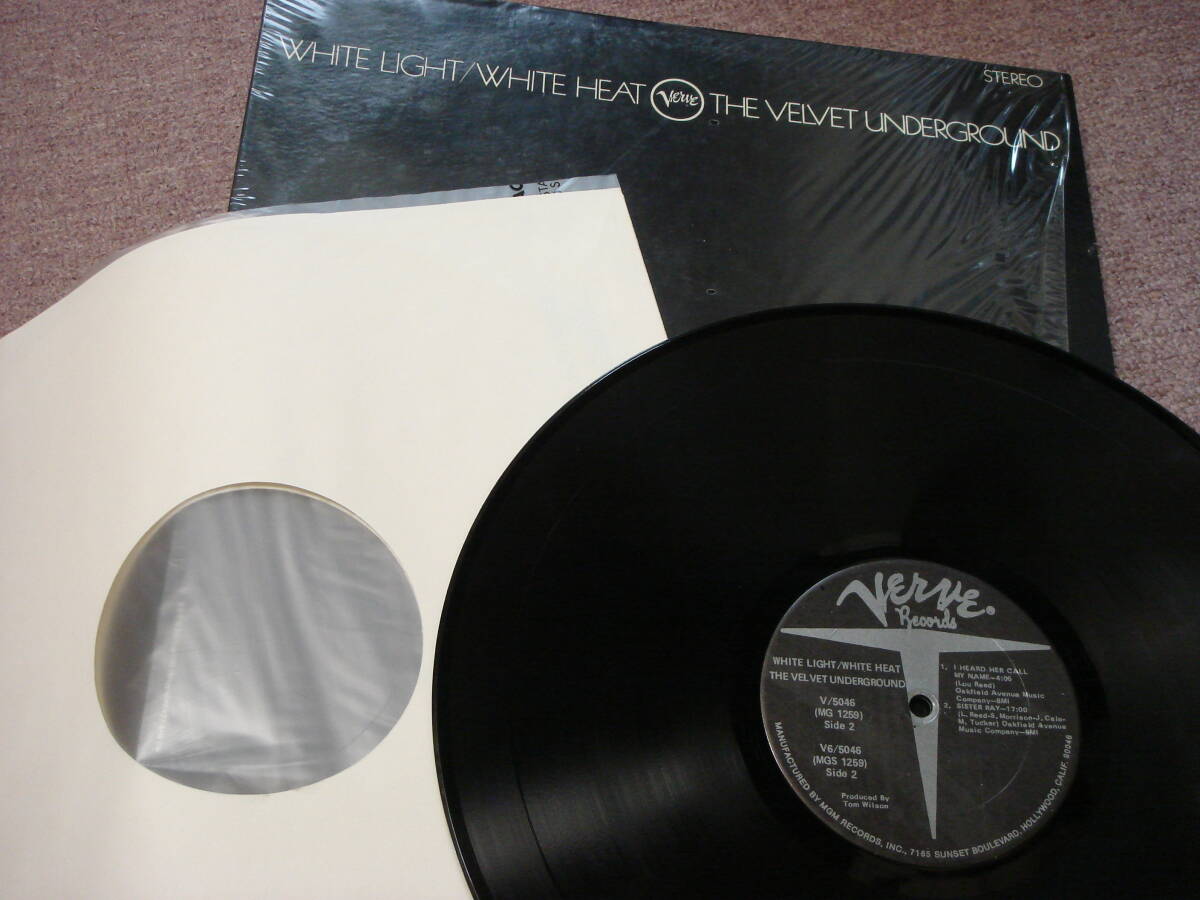 STEREO
WHITE LIGHT/WHITE HEAT Verve THE VELVET UNDERGROUND
Verve
Records
WHITE LIGHT/WHITE HEAT
THE VELVET UNDERGROUND
V/5046
(MG 1259)
Side 2
V6/5046
(MGS 1259)
Side 2
Produced By
Tom Wilson
1. I HEARD HER CALL
MY NAME—4:05
(Lou Reed)
Oakfield Avenue Music
Company—BMI
2. SISTER RAY—17:00
(L. Reed-S. Morrison-J. Cale-
M. Tucker) Oakfield Avenue
Music Company—BMI
MANUFACTURED BY MGM RECORDS, INC., 7165 SUNSET BOULEVARD, HOLLYWOOD, CALIF. 90046